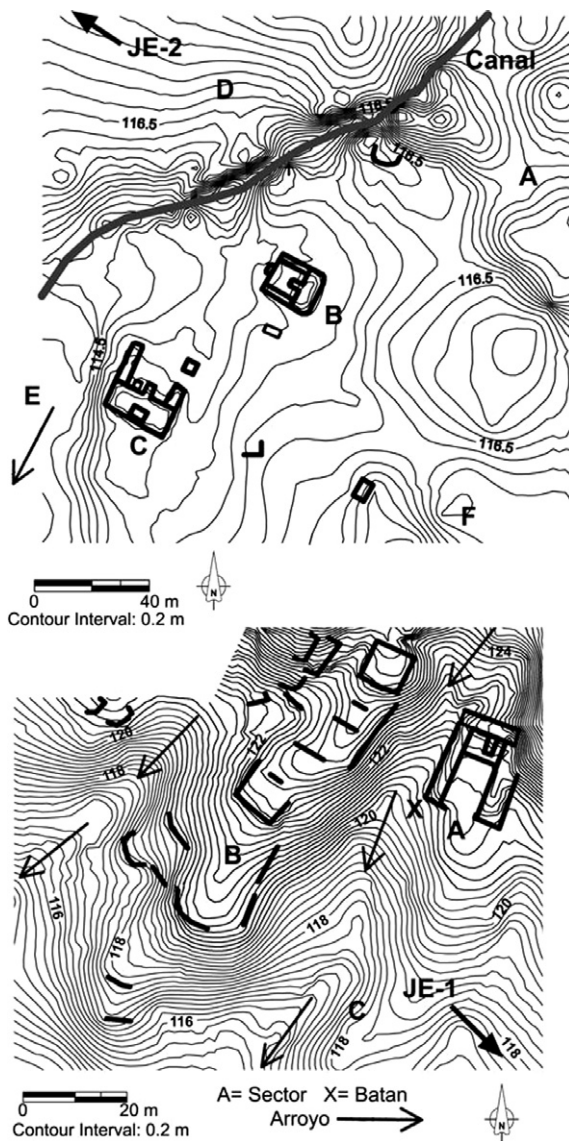 JE-2
Canal
D
116.5
116.5
116.5
A
116.5
B
114.5
E
C
116.5
F
0 40 m
Contour Interval: 0.2 m
124
120
122
118
122
X A
120
B
116
118
118
120
JE-1
C
116
118
118
0 20 m
A= Sector X= Batan
Arroyo
Contour Interval: 0.2 m